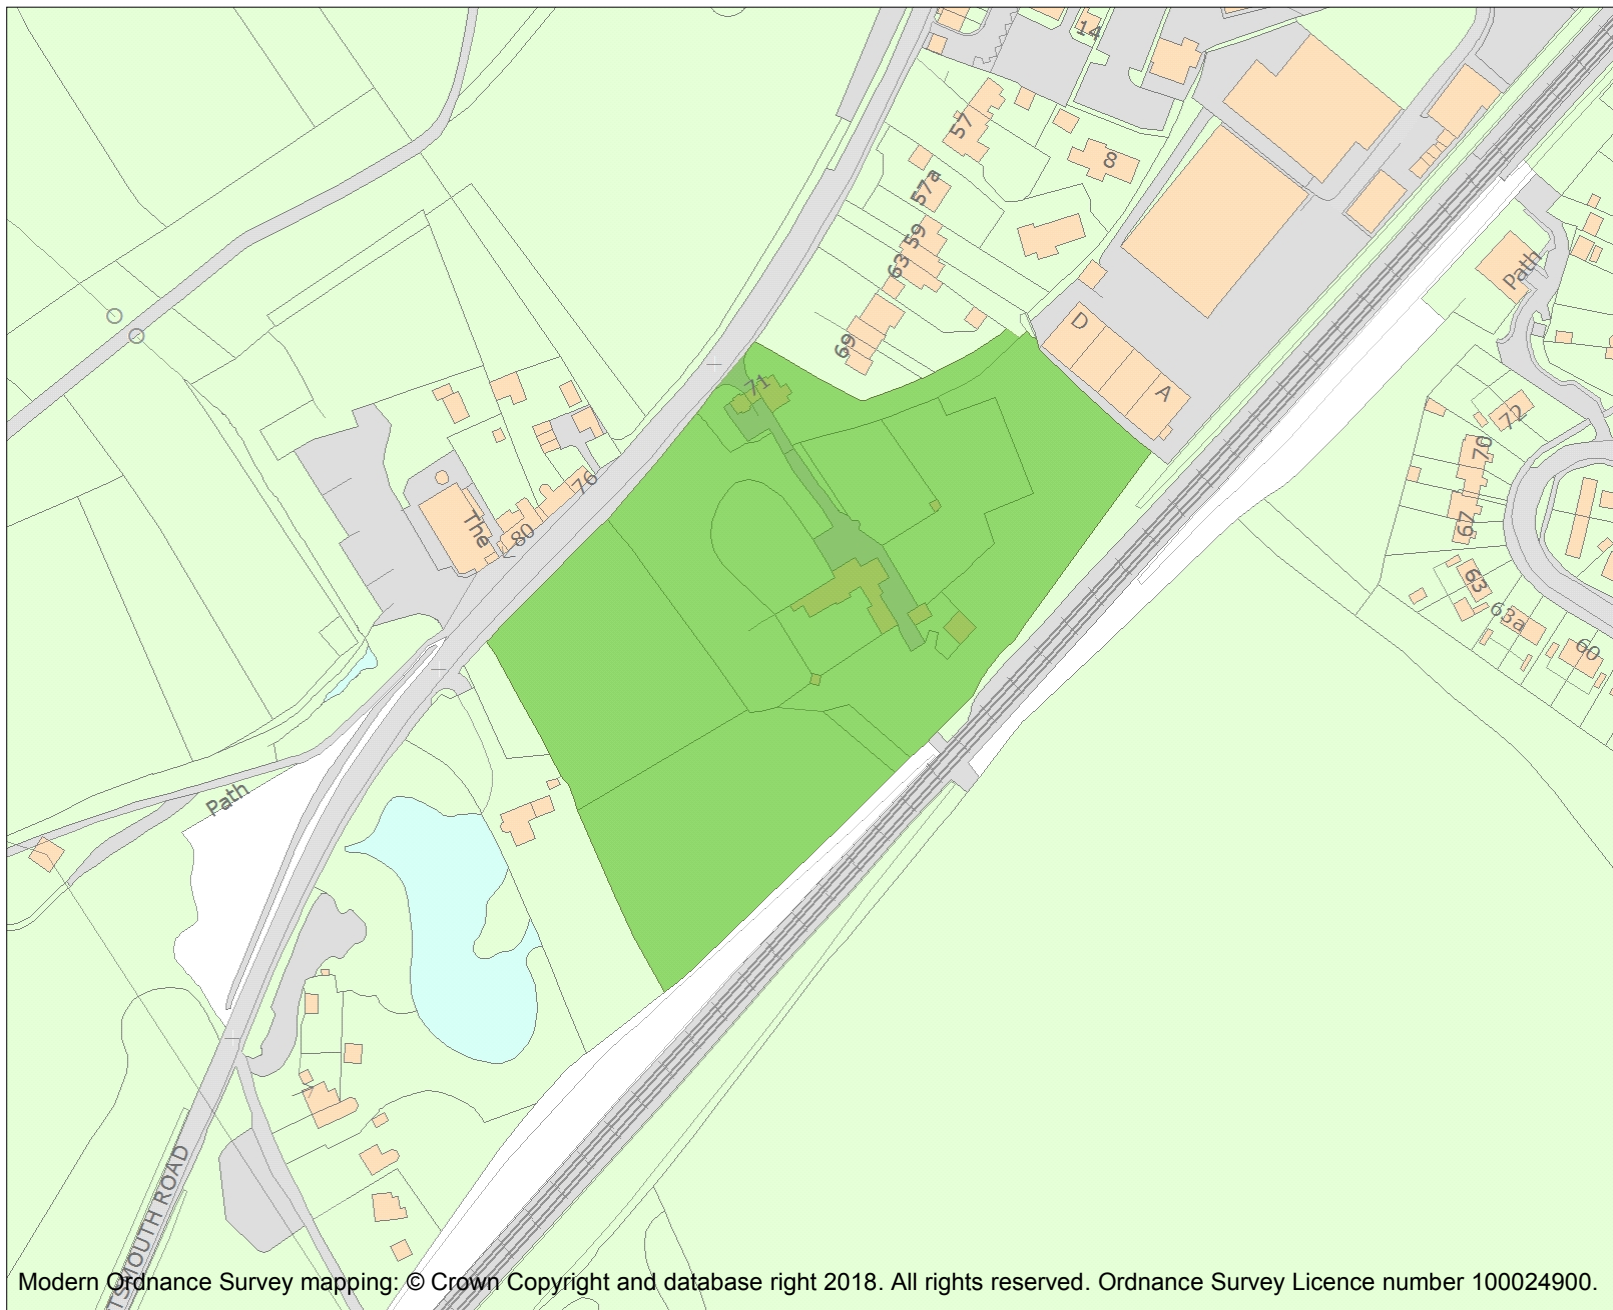 14
57
8
57a
59
63
69
D
A
Path
71
72
70
67
63
63a
60
76
80
The
Path
7
TSMOUTH ROAD
Modern Ordnance Survey mapping: © Crown Copyright and database right 2018. All rights reserved. Ordnance Survey Licence number 100024900.